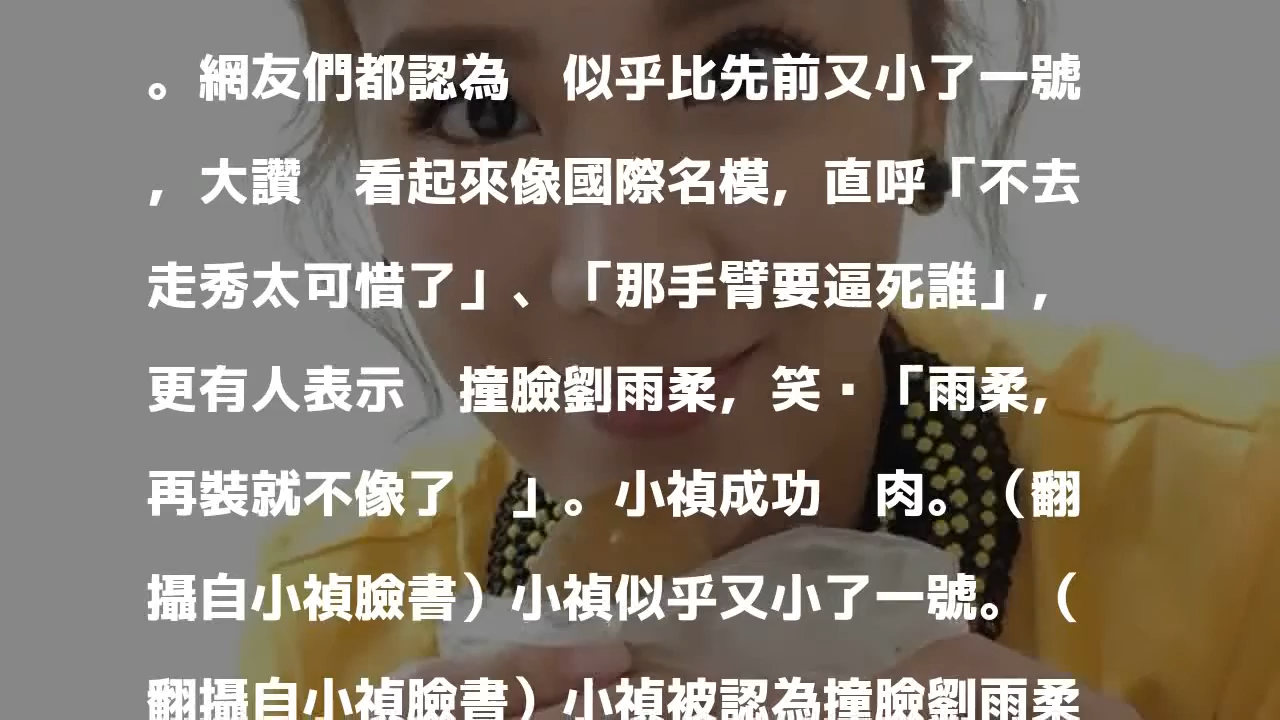 。網友們都認為　似乎比先前又小了一號
，大讚　看起來像國際名模，直呼「不去
走秀太可惜了」、「那手臂要逼死誰」，
更有人表示　撞臉劉雨柔，笑·「雨柔，
再裝就不像了　」。小禎成功　肉。（翻
攝自小禎臉書）小禎似乎又小了一號。（
翻攝自小禎臉書）小禎被認為撞臉劉雨柔